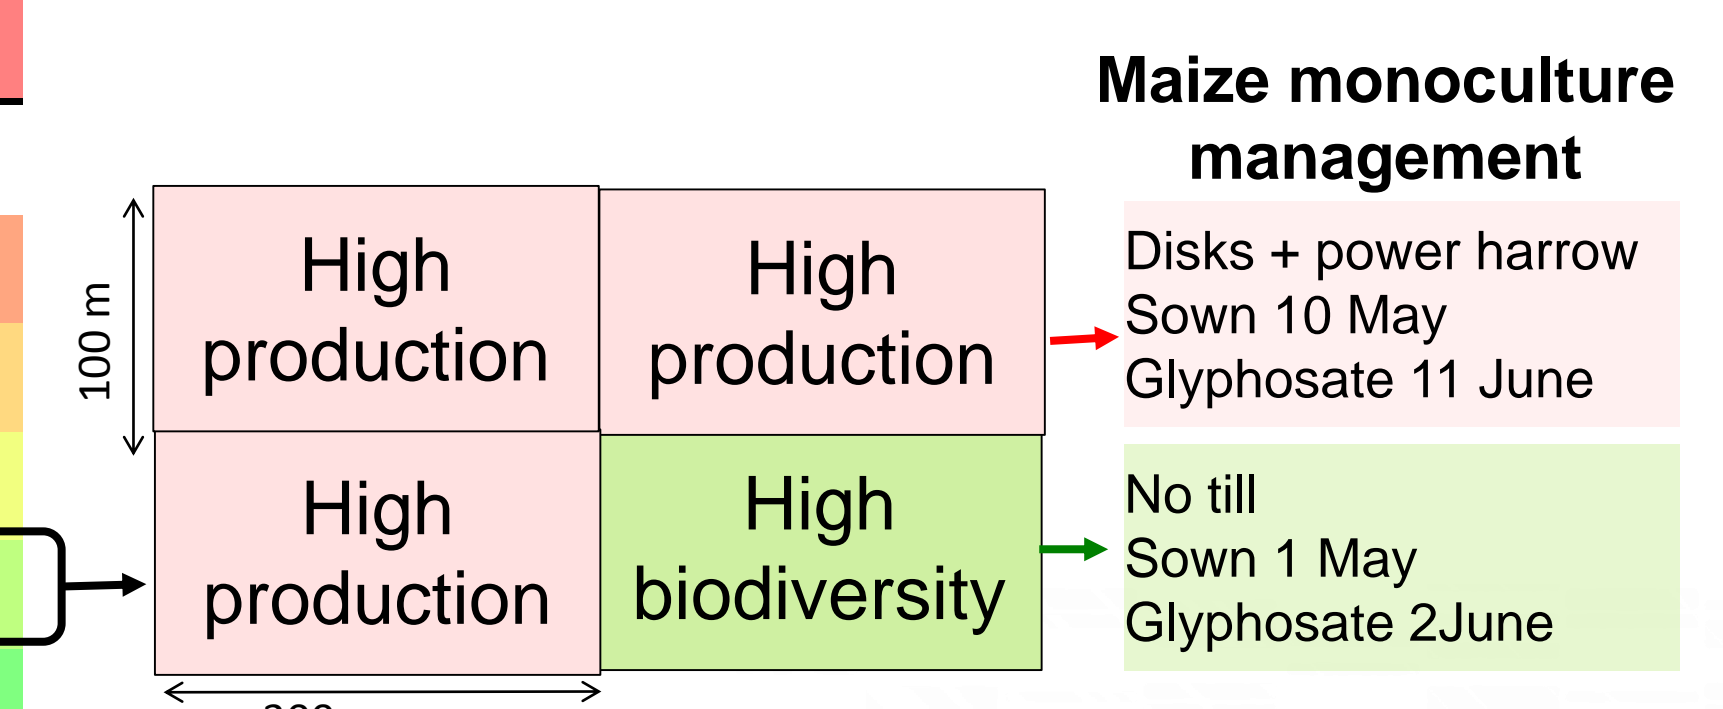 Maize monoculture
management
100 m
High
production
High
production
Disks + power harrow
Sown 10 May
Glyphosate 11 June
High
production
High
biodiversity
No till
Sown 1 May
Glyphosate 2June